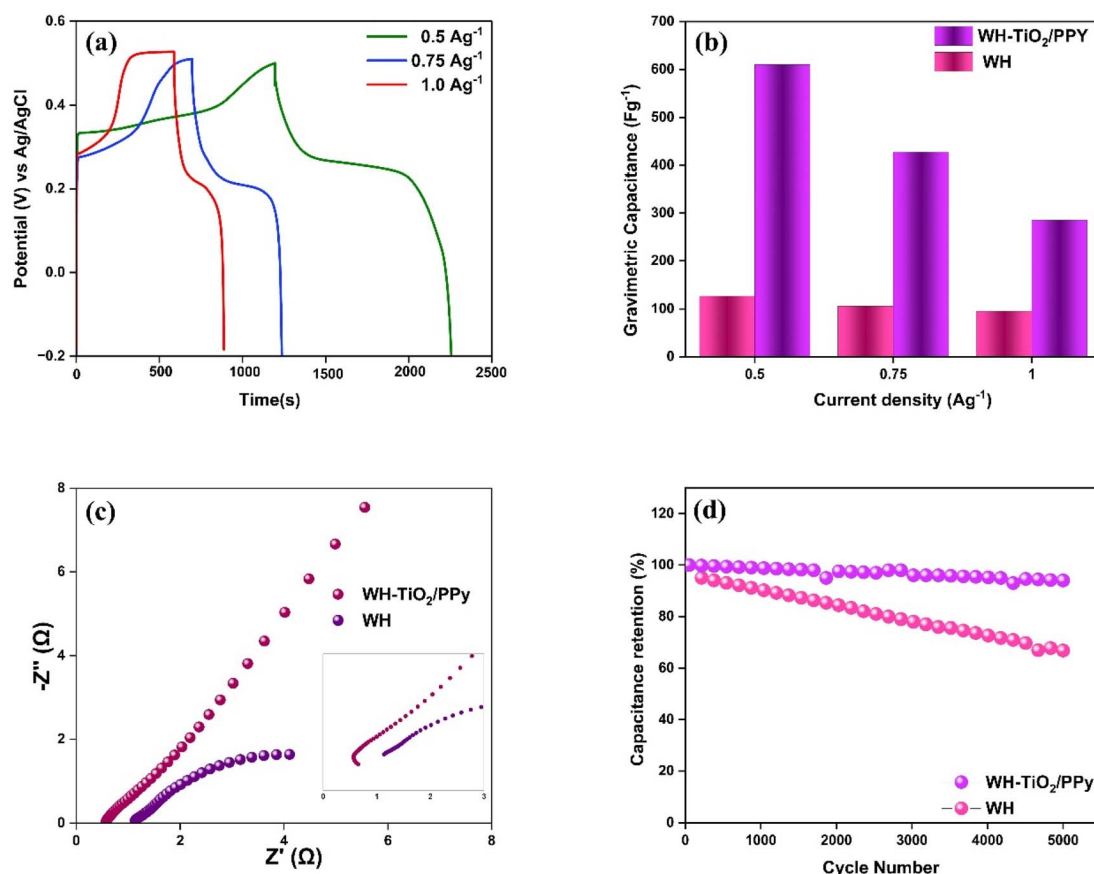 (a)
0.5 Ag⁻¹
0.75 Ag⁻¹
1.0 Ag⁻¹
0.6
0.4
0.2
0.0
−0.2
Potential (V) vs Ag/AgCl
0
500
1000
1500
2000
2500
Time(s)
(b)
WH-TiO₂/PPY
WH
700
600
500
400
300
200
100
0
Gravimetric Capacitance (Fg⁻¹)
0.5
0.75
1
Current density (Ag⁻¹)
(c)
WH-TiO₂/PPy
WH
8
6
4
2
0
-Z'' (Ω)
0
1
2
3
0
2
4
6
8
Z' (Ω)
(d)
120
100
80
60
40
20
0
Capacitance retention (%)
WH-TiO₂/PPy
WH
0
1000
2000
3000
4000
5000
Cycle Number